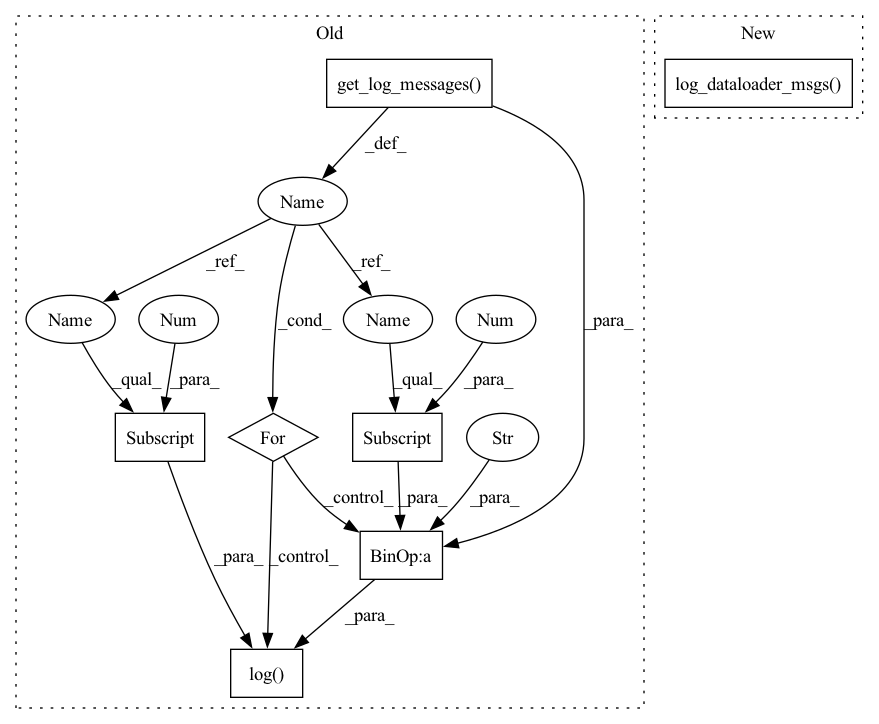 Old
New
get_log_messages()
log_dataloader_msgs()
_def_
Name
_ref_
_ref_
Name
Num
_cond_
Name
Num
_para_
_qual_
_para_
_qual_
_para_
Subscript
For
Subscript
Str
_control_
_para_
_para_
BinOp:a
_para_
_control_
_para_
log()